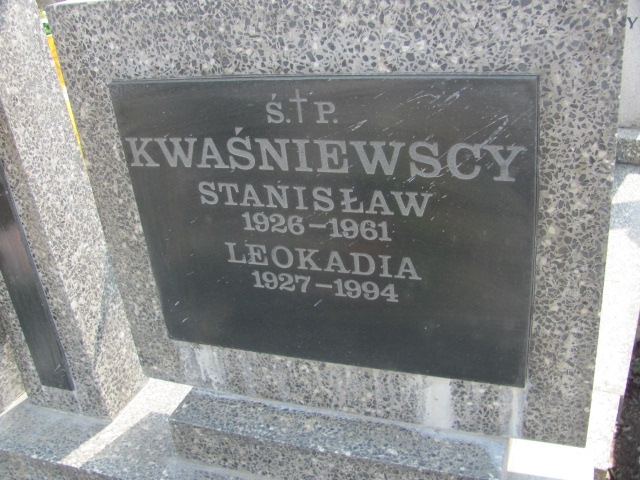 Ś.†P.
KWAŚNIEWSCY
STANISŁAW
1926-1961
LEOKADIA
1927-1994